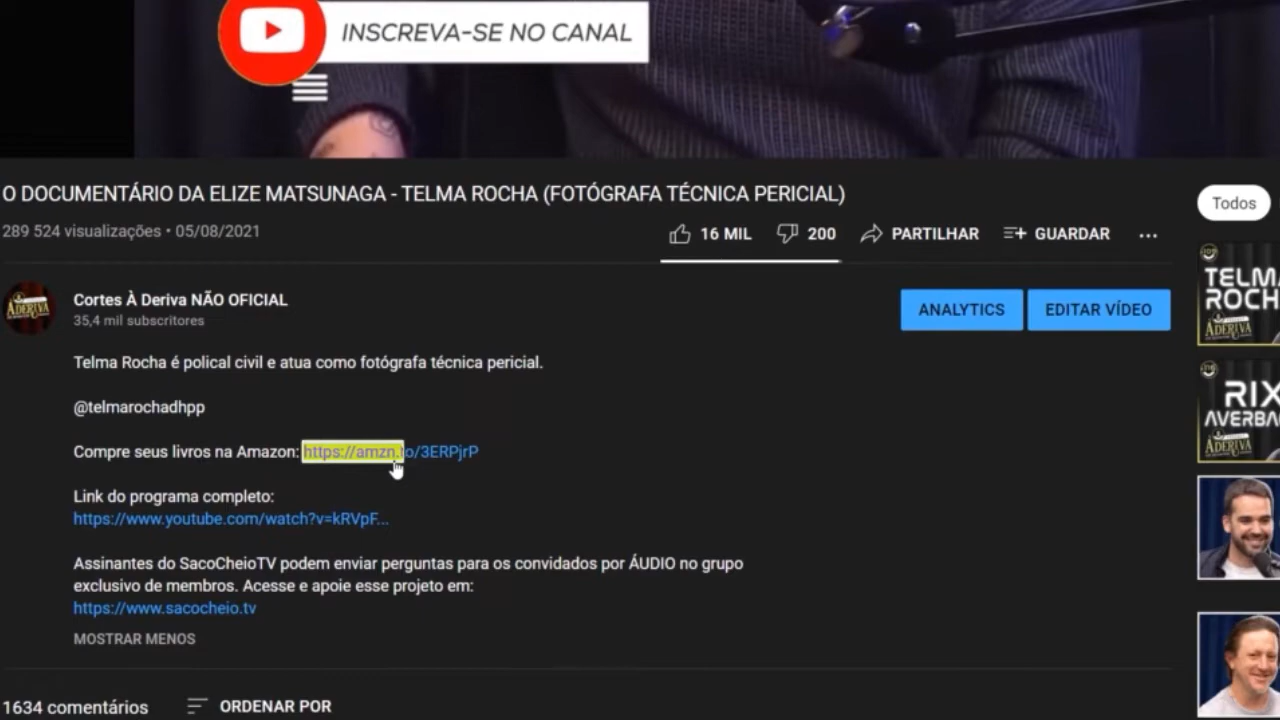 INSCREVA-SE NO CANAL
O DOCUMENTÁRIO DA ELIZE MATSUNAGA - TELMA ROCHA (FOTÓGRAFA TÉCNICA PERICIAL)
289 524 visualizações • 05/08/2021
16 MIL
200
PARTILHAR
GUARDAR
Todos
Cortes À Deriva NÃO OFICIAL
35,4 mil subscritores
ANALYTICS
EDITAR VÍDEO
Telma Rocha é polical civil e atua como fotógrafa técnica pericial.
@telmarochadhpp
Compre seus livros na Amazon: https://amzn.to/3ERPjrP
Link do programa completo:
https://www.youtube.com/watch?v=kRVpF...
Assinantes do SacoCheioTV podem enviar perguntas para os convidados por ÁUDIO no grupo
exclusivo de membros. Acesse e apoie esse projeto em:
https://www.sacocheio.tv
MOSTRAR MENOS
1634 comentários
ORDENAR POR
TELMA
ROCH
ADERIVA
RIX
AVERBA
ADERIVA
ADERIVA